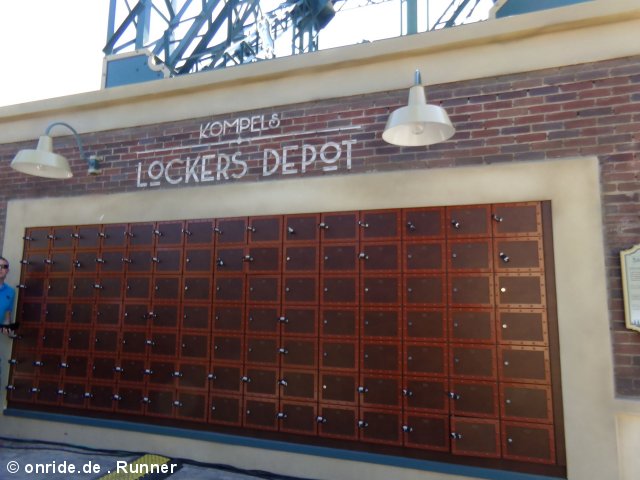 KOMPELS
LOCKERS DEPOT
© onride.de . Runner